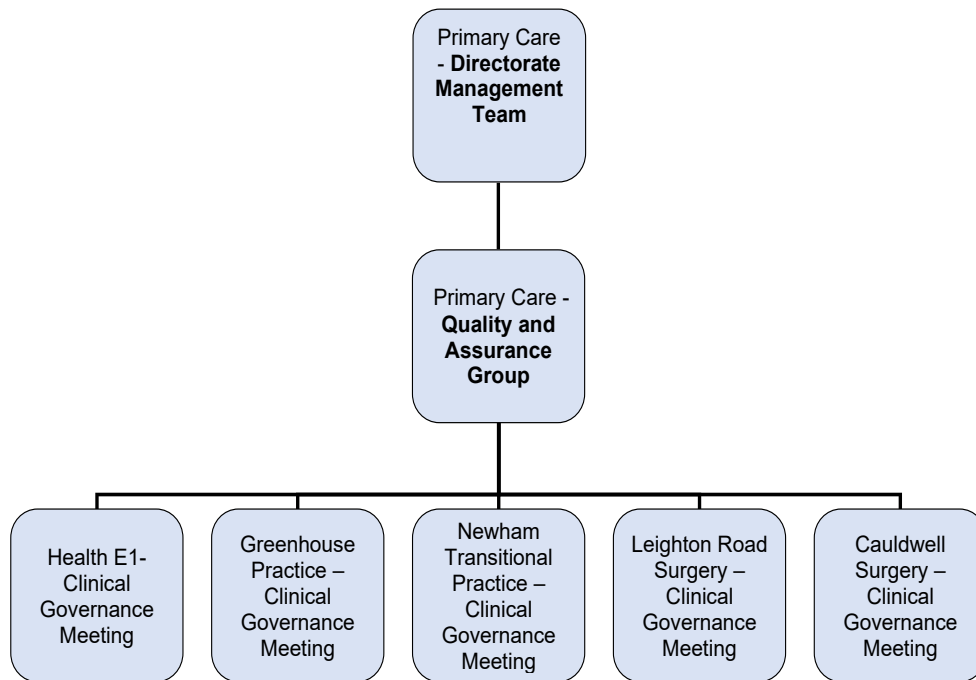 Primary Care
- Directorate
Management
Team
Primary Care -
Quality and
Assurance
Group
Health E1-
Clinical
Governance
Meeting
Greenhouse
Practice –
Clinical
Governance
Meeting
Newham
Transitional
Practice –
Clinical
Governance
Meeting
Leighton Road
Surgery –
Clinical
Governance
Meeting
Cauldwell
Surgery –
Clinical
Governance
Meeting